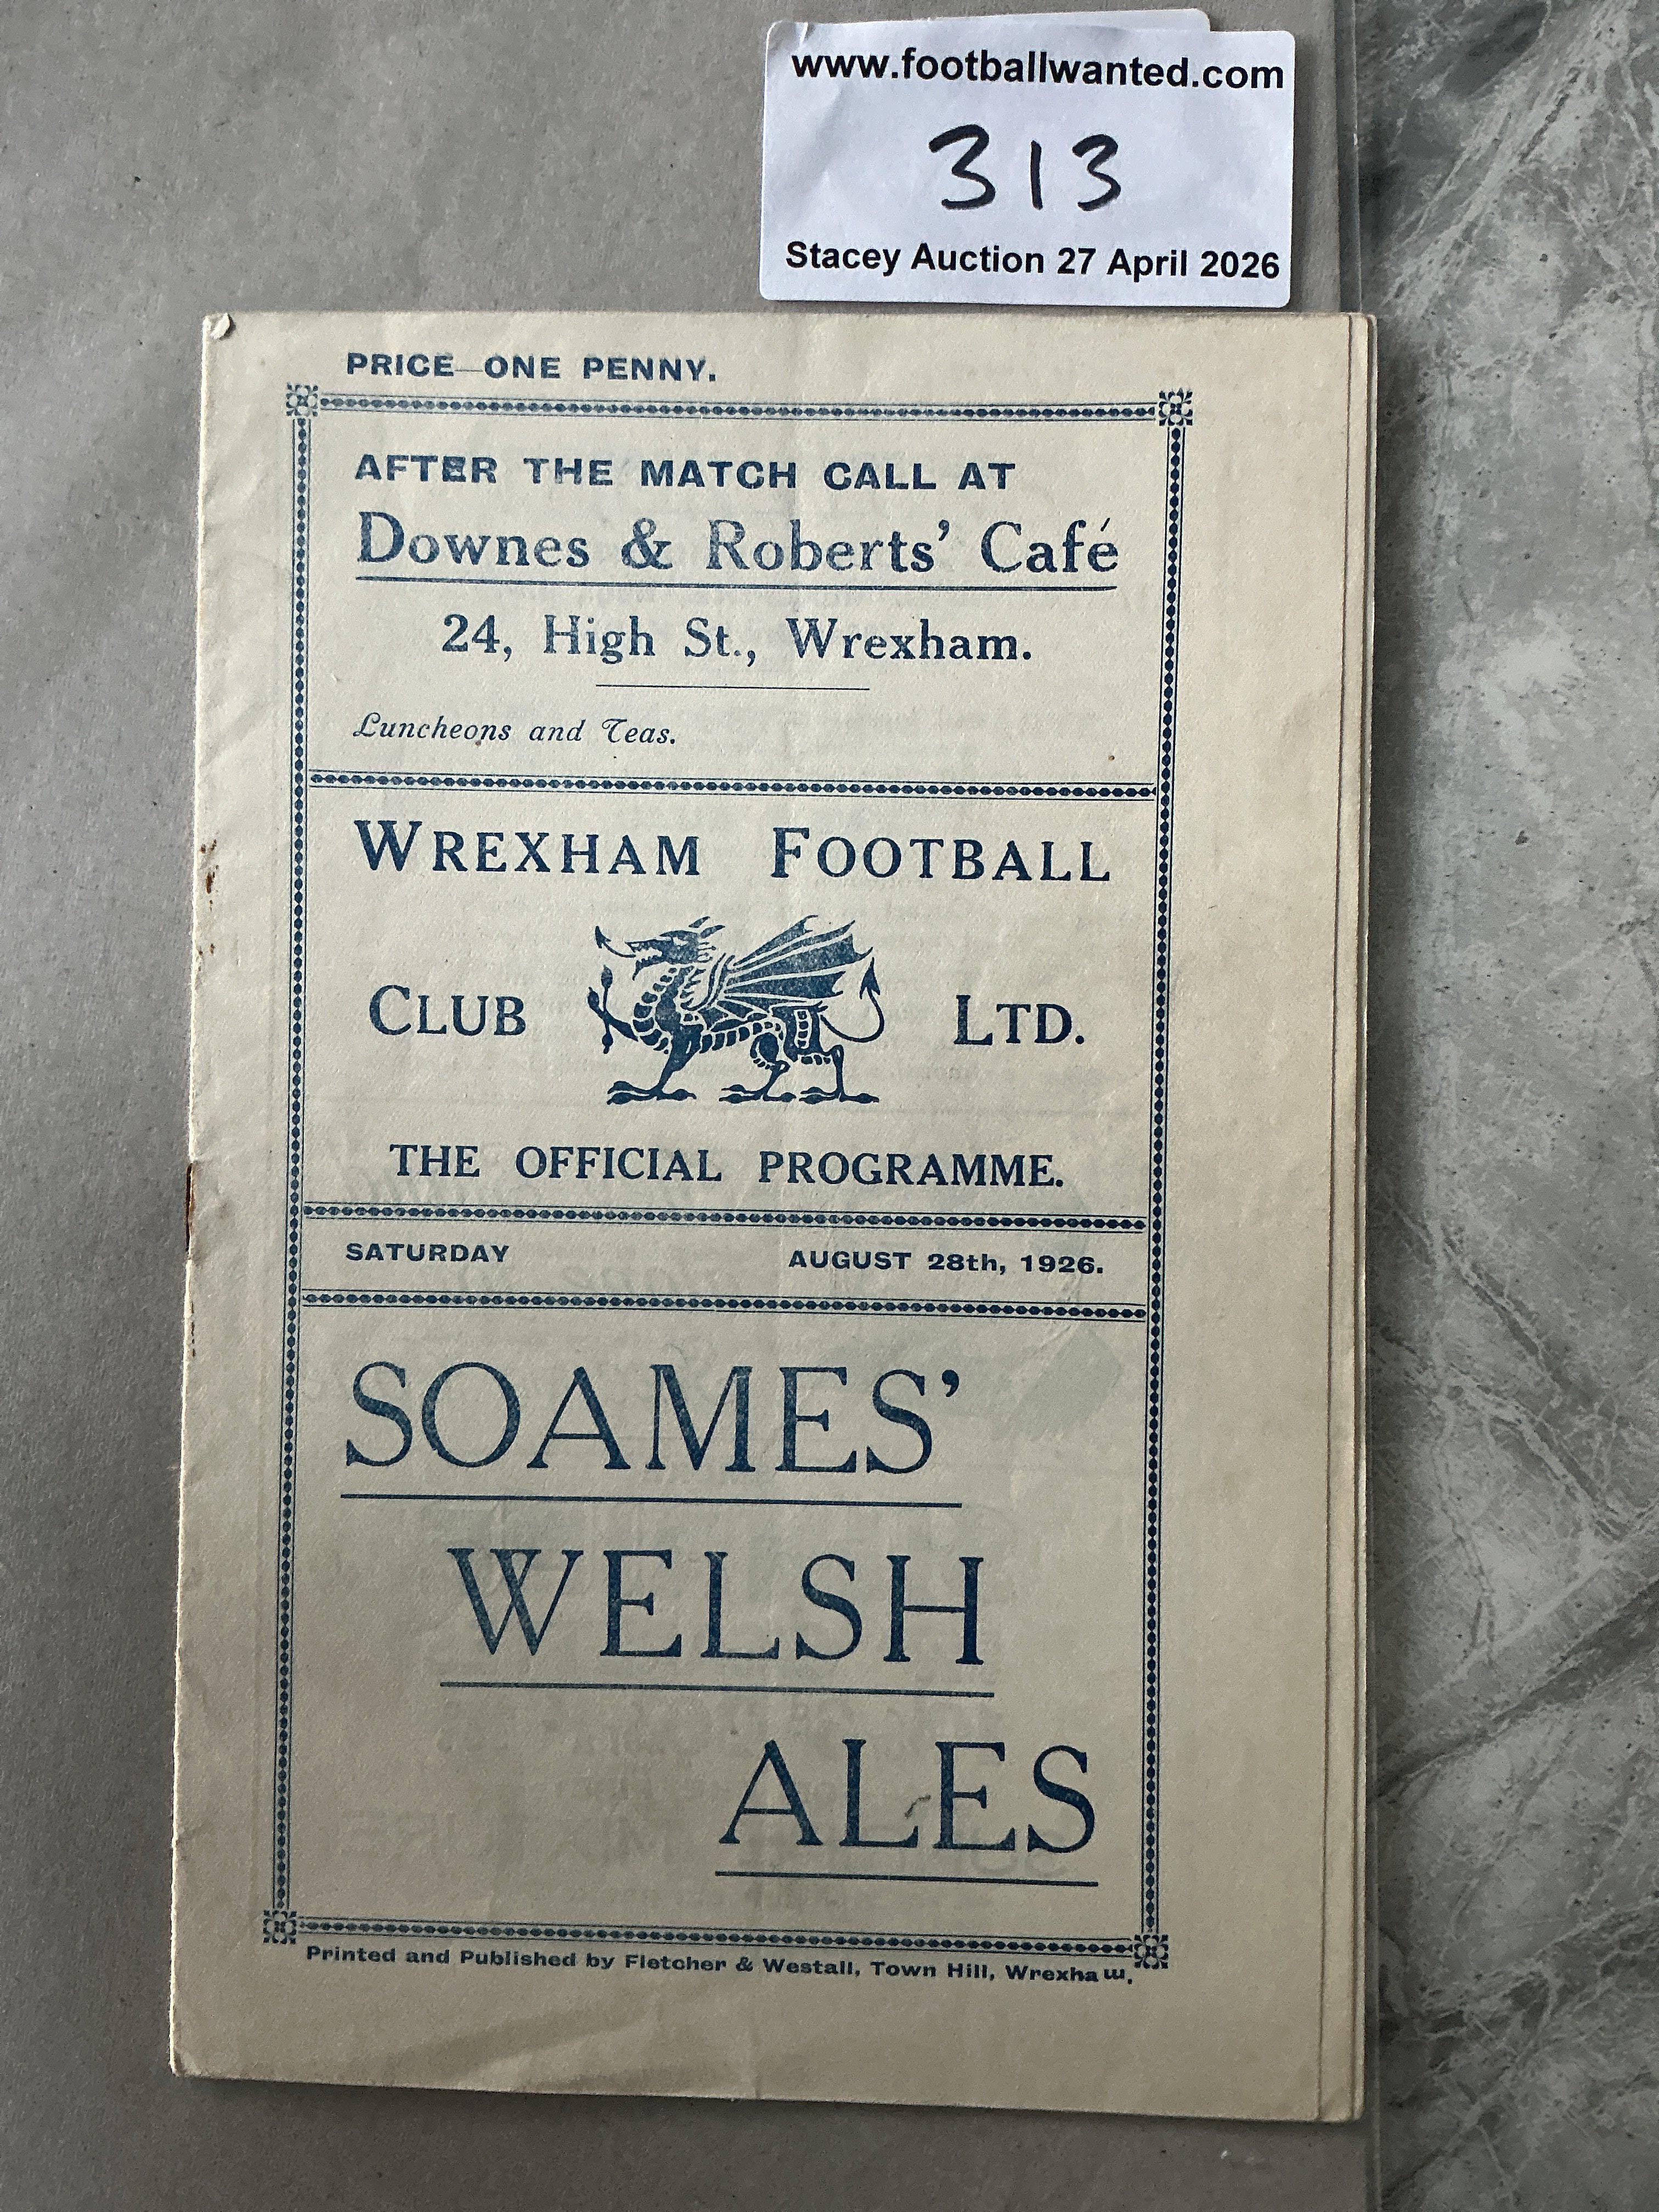 www.footballwanted.com
313
Stacey Auction 27 April 2026
PRICE—ONE PENNY.
AFTER THE MATCH CALL AT
Downes & Roberts' Café
24, High St., Wrexham.
Luncheons and Teas.
WREXHAM FOOTBALL
CLUB LTD.
THE OFFICIAL PROGRAMME.
SATURDAY AUGUST 28th, 1926.
SOAMES'
WELSH
ALES
Printed and Published by Fletcher & Westall, Town Hill, Wrexham.